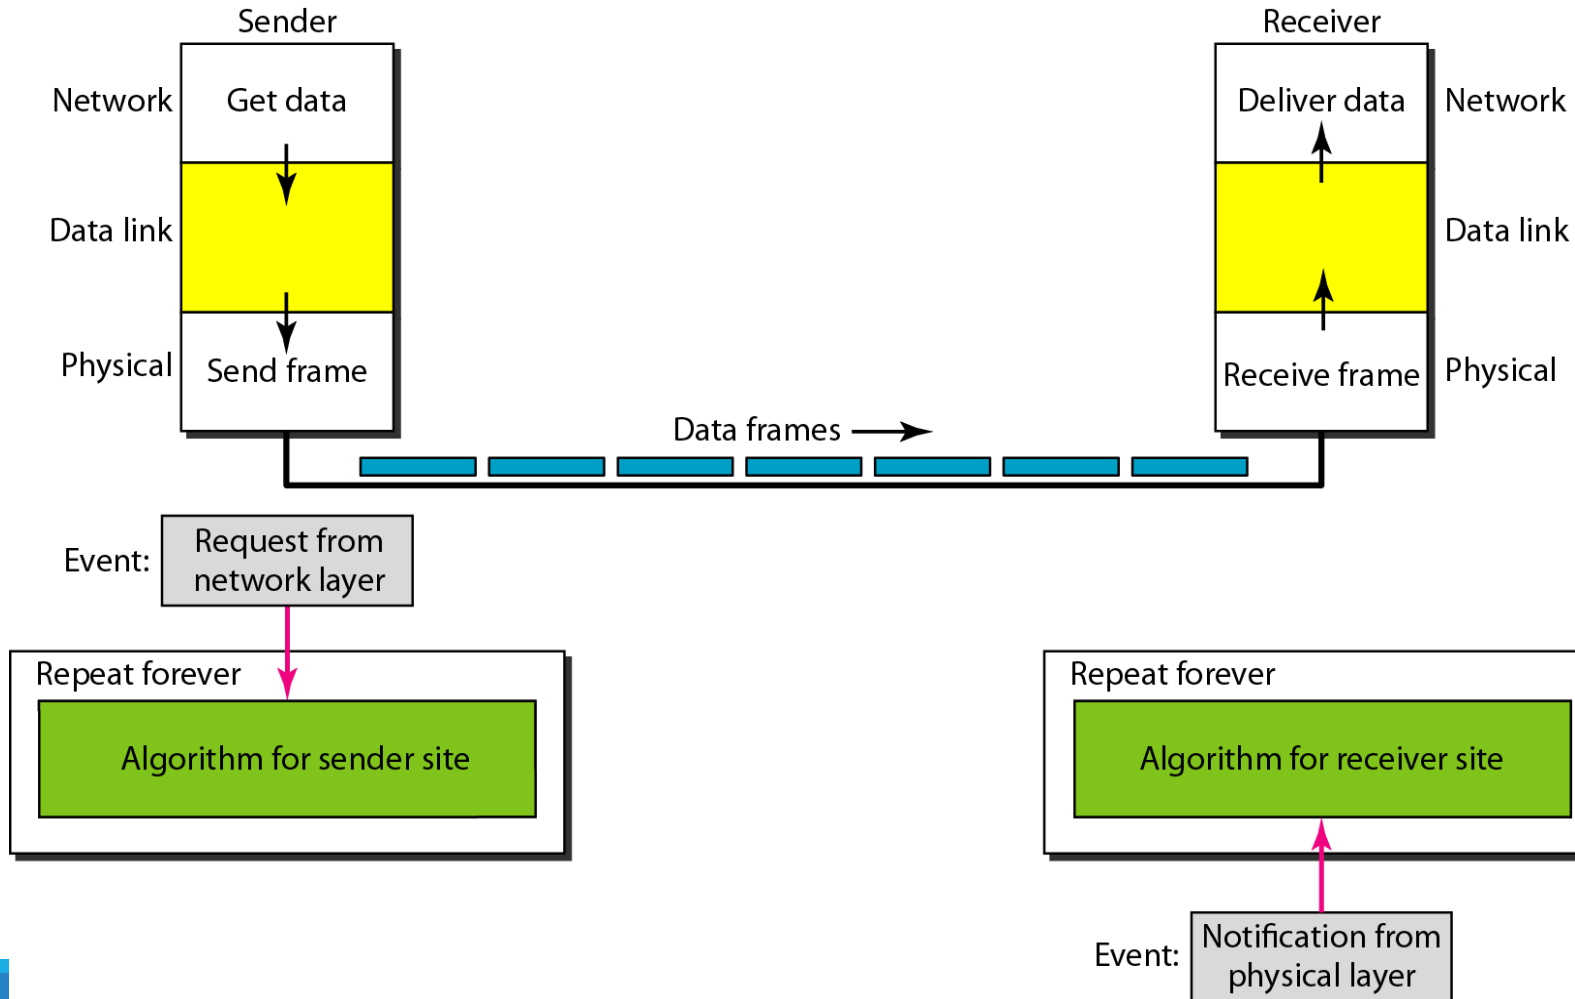 Sender
Receiver
Network
Get data
Deliver data
Network
Data link
Data link
Physical
Send frame
Receive frame
Physical
Data frames
Event:
Request from
network layer
Repeat forever
Algorithm for sender site
Repeat forever
Algorithm for receiver site
Event:
Notification from
physical layer